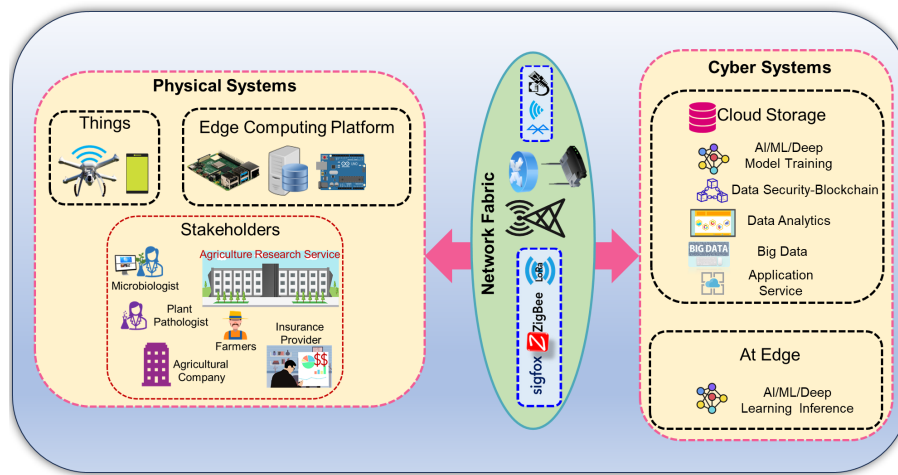 Physical Systems
Things
Edge Computing Platform
Stakeholders
Agriculture Research Service
Microbiologist
Plant
Pathologist
Farmers
Insurance
Provider
$$
Agricultural
Company
Network Fabric
LoRa
ZigBee
sigfox
Cyber Systems
Cloud Storage
AI/ML/Deep
Model Training
Data Security-Blockchain
Data Analytics
BIG DATA
Big Data
Application
Service
At Edge
AI/ML/Deep
Learning Inference